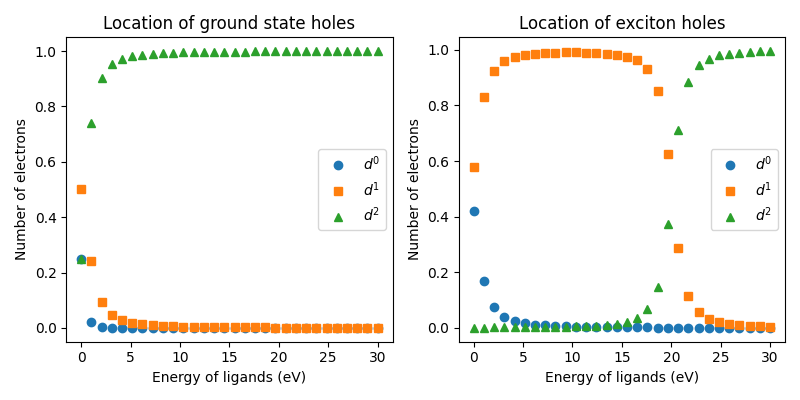 Location of ground state holes
Number of electrons
1.0
0.8
0.6
0.4
0.2
0.0
d⁰
d¹
d²
0 5 10 15 20 25 30
Energy of ligands (eV)
Location of exciton holes
Number of electrons
1.0
0.8
0.6
0.4
0.2
0.0
d⁰
d¹
d²
0 5 10 15 20 25 30
Energy of ligands (eV)